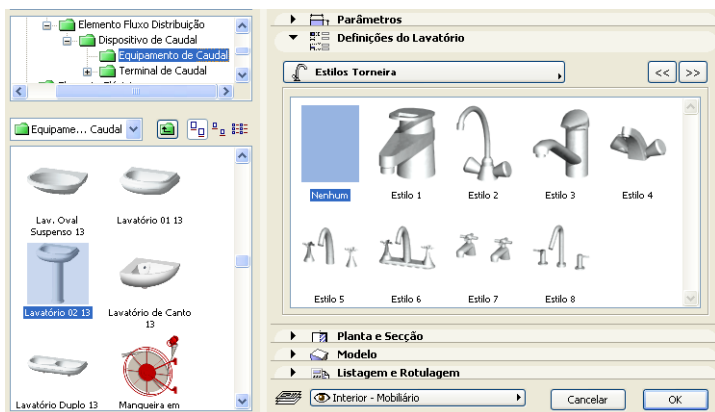 Elemento Fluxo Distribuição
Dispositivo de Caudal
Equipamento de Caudal
Terminal de Caudal
Equipame... Caudal
Lav. Oval
Suspenso 13
Lavatório 01 13
Lavatório 02 13
Lavatório de Canto
13
Lavatório Duplo 13
Mangueira em
Parâmetros
Definições do Lavatório
Estilos Torneira
<<
>>
Nenhum
Estilo 1
Estilo 2
Estilo 3
Estilo 4
Estilo 5
Estilo 6
Estilo 7
Estilo 8
Planta e Secção
Modelo
Listagem e Rotulagem
Interior - Mobiliário
Cancelar
OK